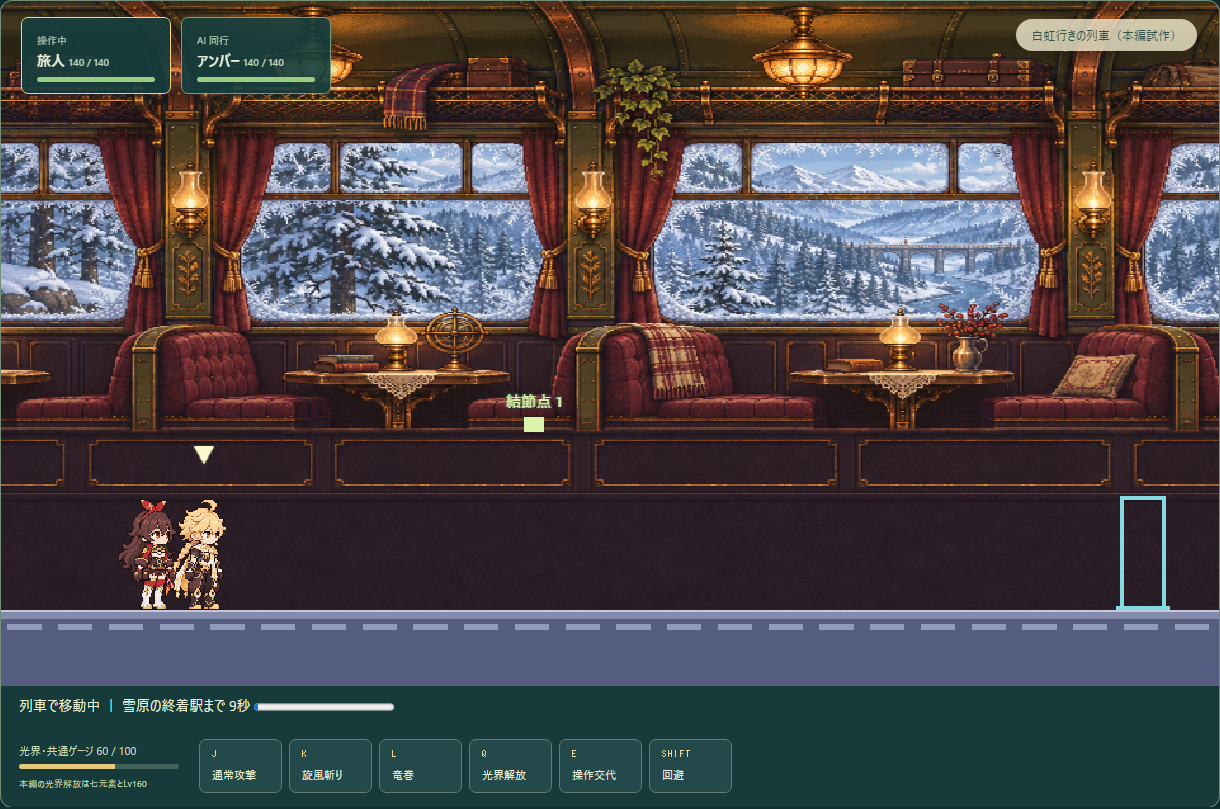 操作中
旅人 140 / 140
AI 同行
アンバー 140 / 140
白虹行きの列車（本編試作）
結節点 1
列車で移動中 | 雪原の終着駅まで 9秒
光界・共通ゲージ 60 / 100
本編の光界解放は七元素とLv160
J
通常攻撃
K
旋風斬り
L
竜巻
Q
光界解放
E
操作交代
SHIFT
回避